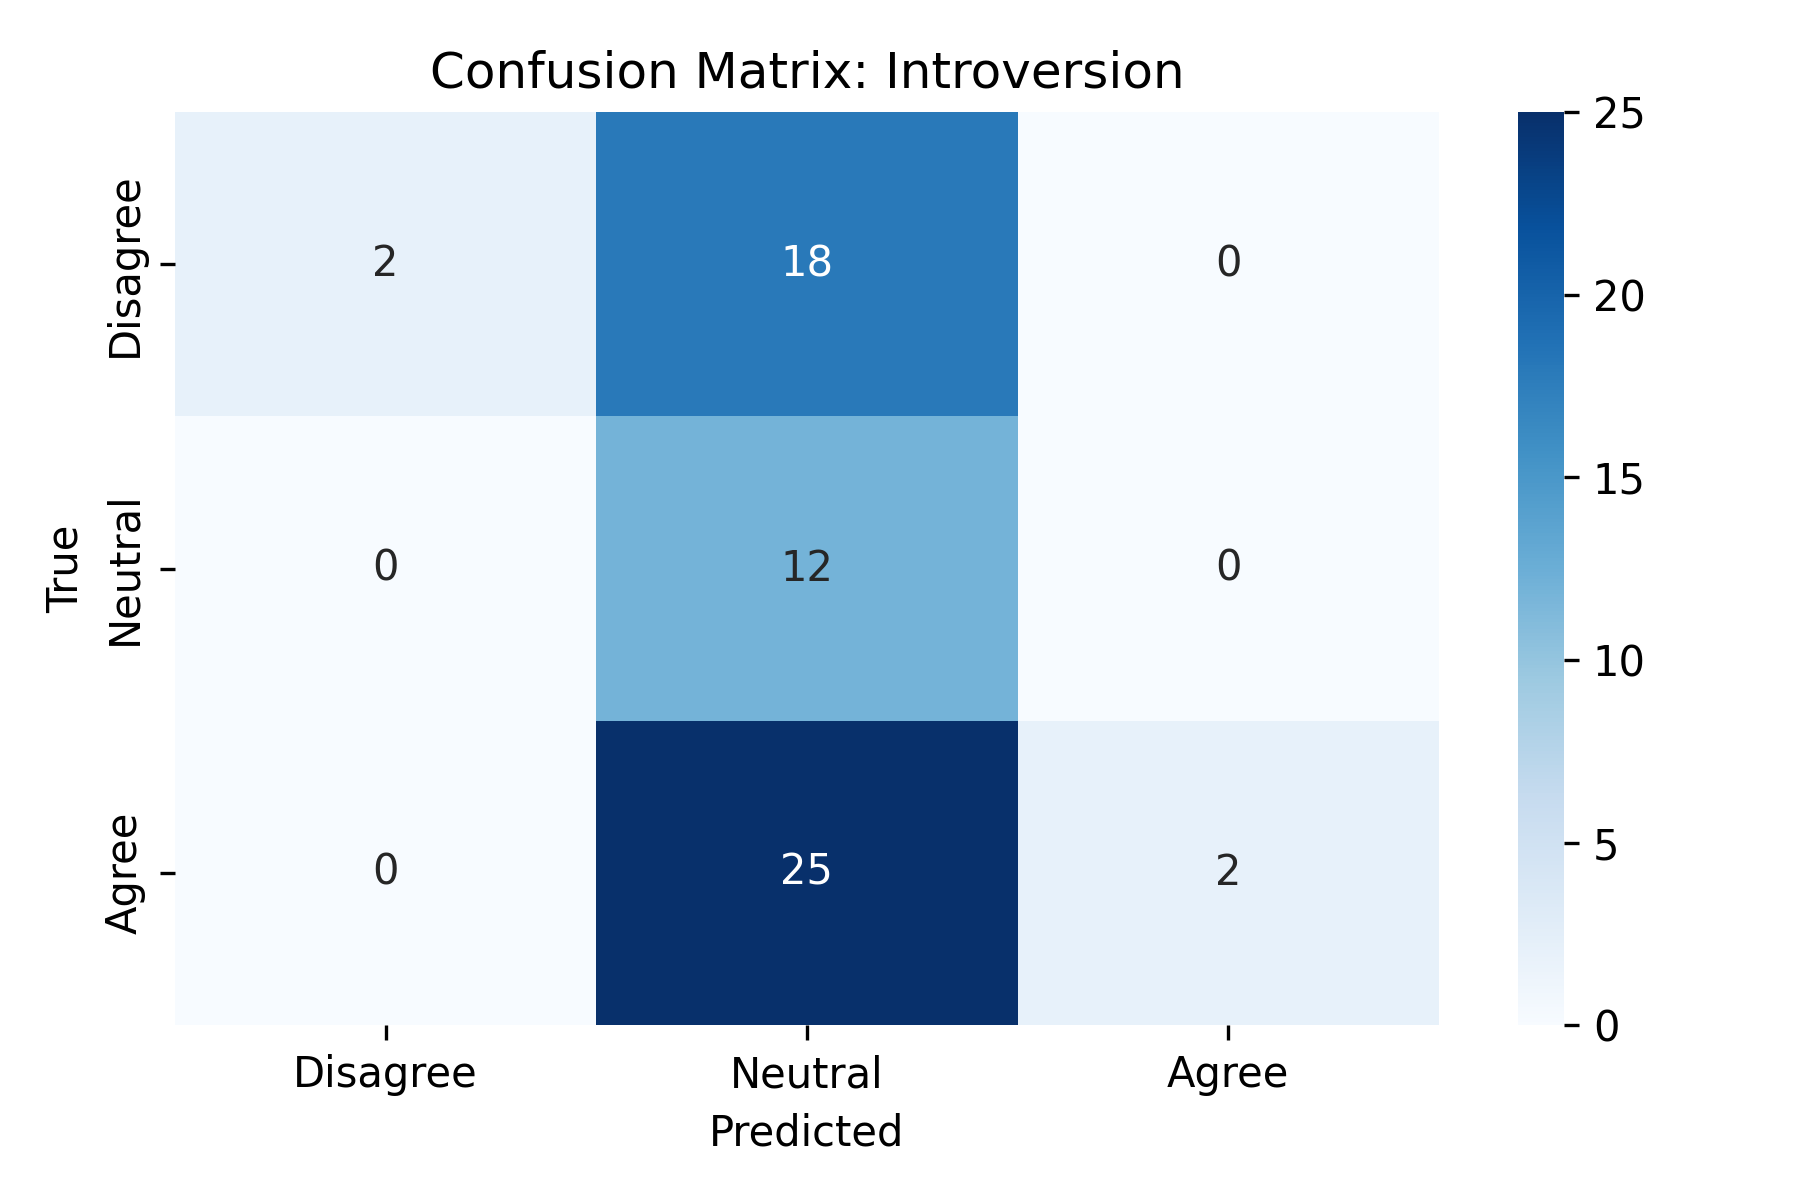 Confusion Matrix: Introversion
True
Disagree
2 18 0
Neutral
0 12 0
Agree
0 25 2
Disagree Neutral Agree
Predicted
25
20
15
10
5
0